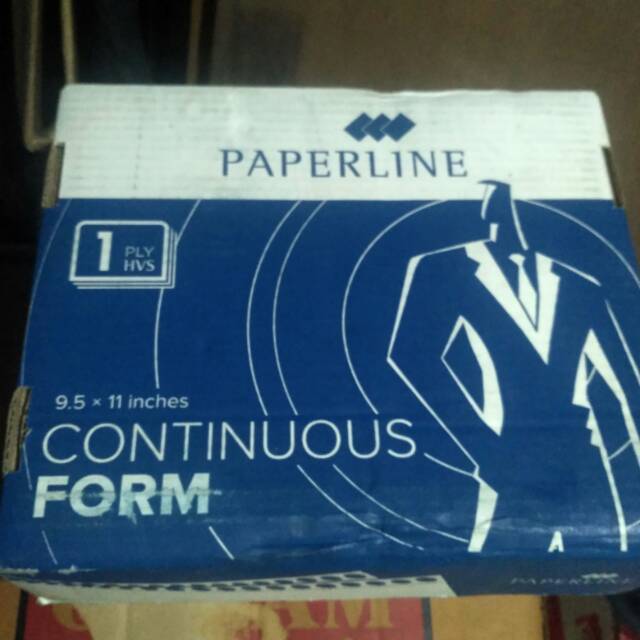 PAPERLINE
1 PLY
HVS
9.5 × 11 inches
CONTINUOUS
FORM